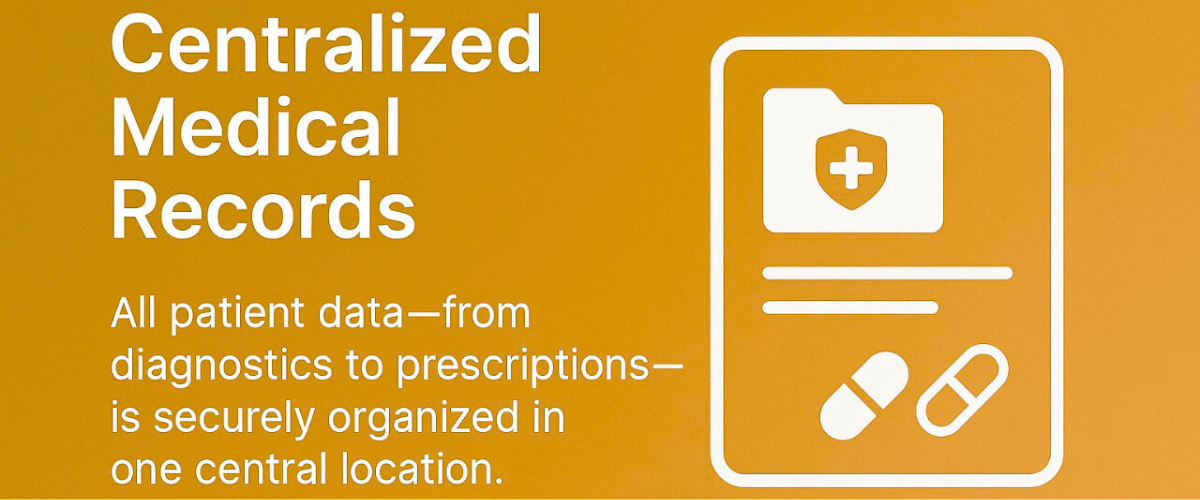 Centralized
Medical
Records
All patient data—from
diagnostics to prescriptions—
is securely organized in
one central location.